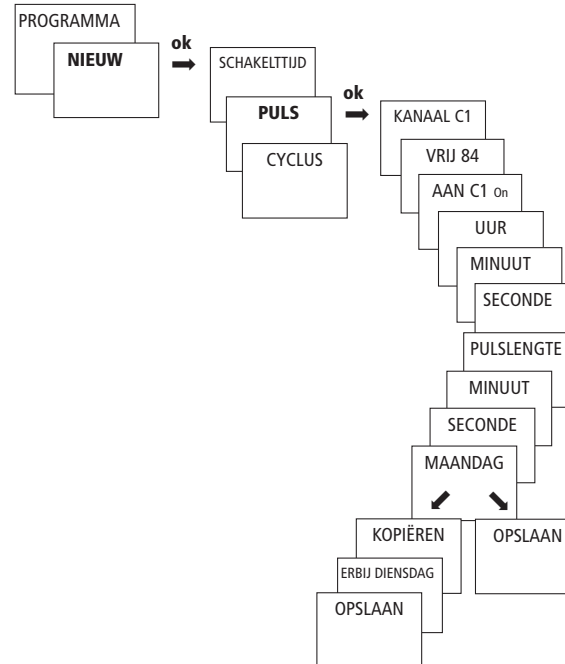 PROGRAMMA
NIEUW
ok
SCHAKELTTIJD
PULS
CYCLUS
ok
KANAAL C1
VRIJ 84
AAN C1 On
UUR
MINUUT
SECONDE
PULSLENGTE
MINUUT
SECONDE
MAANDAG
KOPIËREN
ERBIJ DIENSDAG
OPSLAAN
OPSLAAN